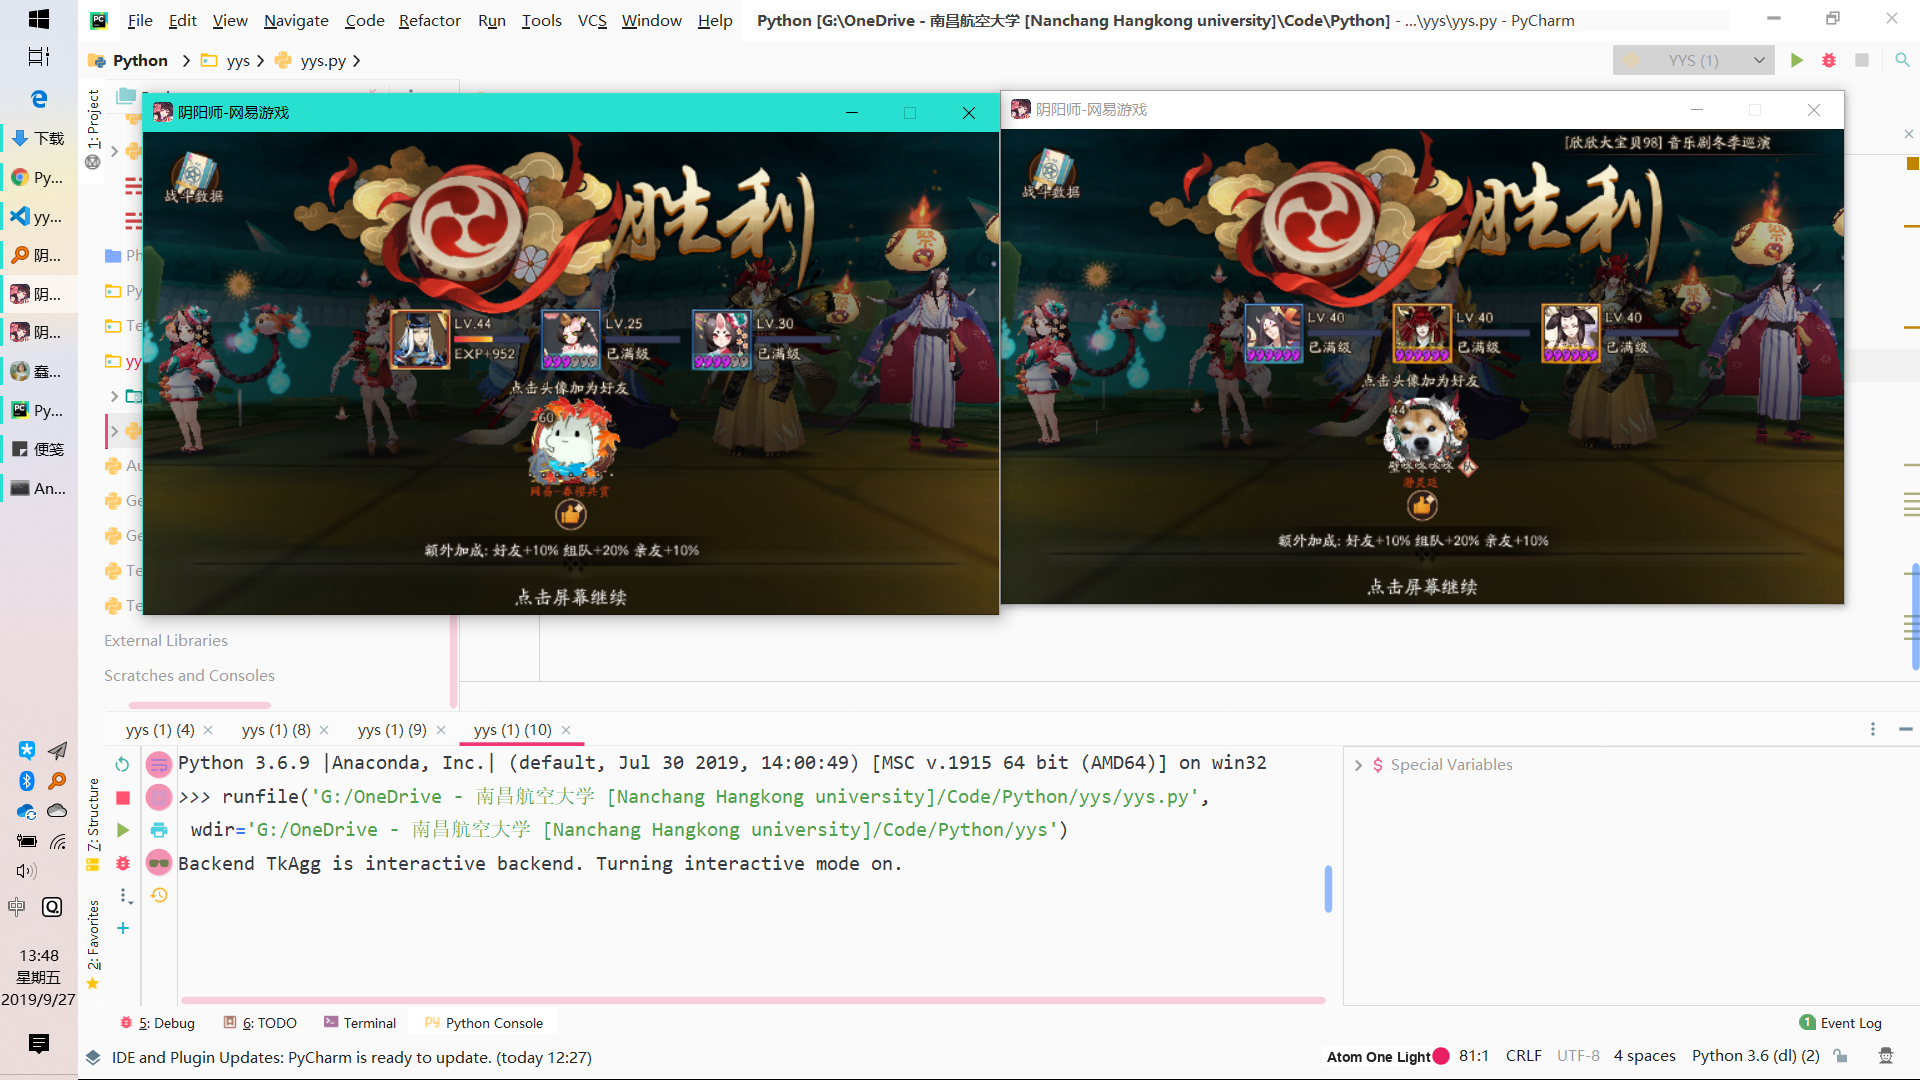 File Edit View Navigate Code Refactor Run Tools VCS Window Help Python [G:\OneDrive - 南昌航空大学 [Nanchang Hangkong university]\Code\Python] - ...\yys\yys.py - PyCharm
Python yys yys.py YYS (1)
1: Project
阴阳师-网易游戏
战斗数据
胜利
LV.44
EXP+952
LV.25
已满级
LV.30
已满级
点击头像加为好友
60
网易-春樱共赏
额外加成: 好友+10% 组队+20% 亲友+10%
点击屏幕继续
阴阳师-网易游戏
[欣欣大宝贝98] 音乐剧冬季巡演
战斗数据
胜利
LV.40
已满级
LV.40
已满级
LV.40
已满级
点击头像加为好友
44
队
额外加成: 好友+10% 组队+20% 亲友+10%
点击屏幕继续
下载
Py...
yy...
阴...
阴...
阴...
Py...
便笺
An...
Ph
Py
Te
yy
Au
Ge
Ge
Te
Te
External Libraries
Scratches and Consoles
yys (1) (4) yys (1) (8) yys (1) (9) yys (1) (10)
Python 3.6.9 |Anaconda, Inc.| (default, Jul 30 2019, 14:00:49) [MSC v.1915 64 bit (AMD64)] on win32
>>> runfile('G:/OneDrive - 南昌航空大学 [Nanchang Hangkong university]/Code/Python/yys/yys.py',
wdir='G:/OneDrive - 南昌航空大学 [Nanchang Hangkong university]/Code/Python/yys')
Backend TkAgg is interactive backend. Turning interactive mode on.
Special Variables
7: Structure
2: Favorites
中
13:48
星期五
2019/9/27
5: Debug 6: TODO Terminal Python Console 1 Event Log
IDE and Plugin Updates: PyCharm is ready to update. (today 12:27) Atom One Light 81:1 CRLF UTF-8 4 spaces Python 3.6 (dl) (2)